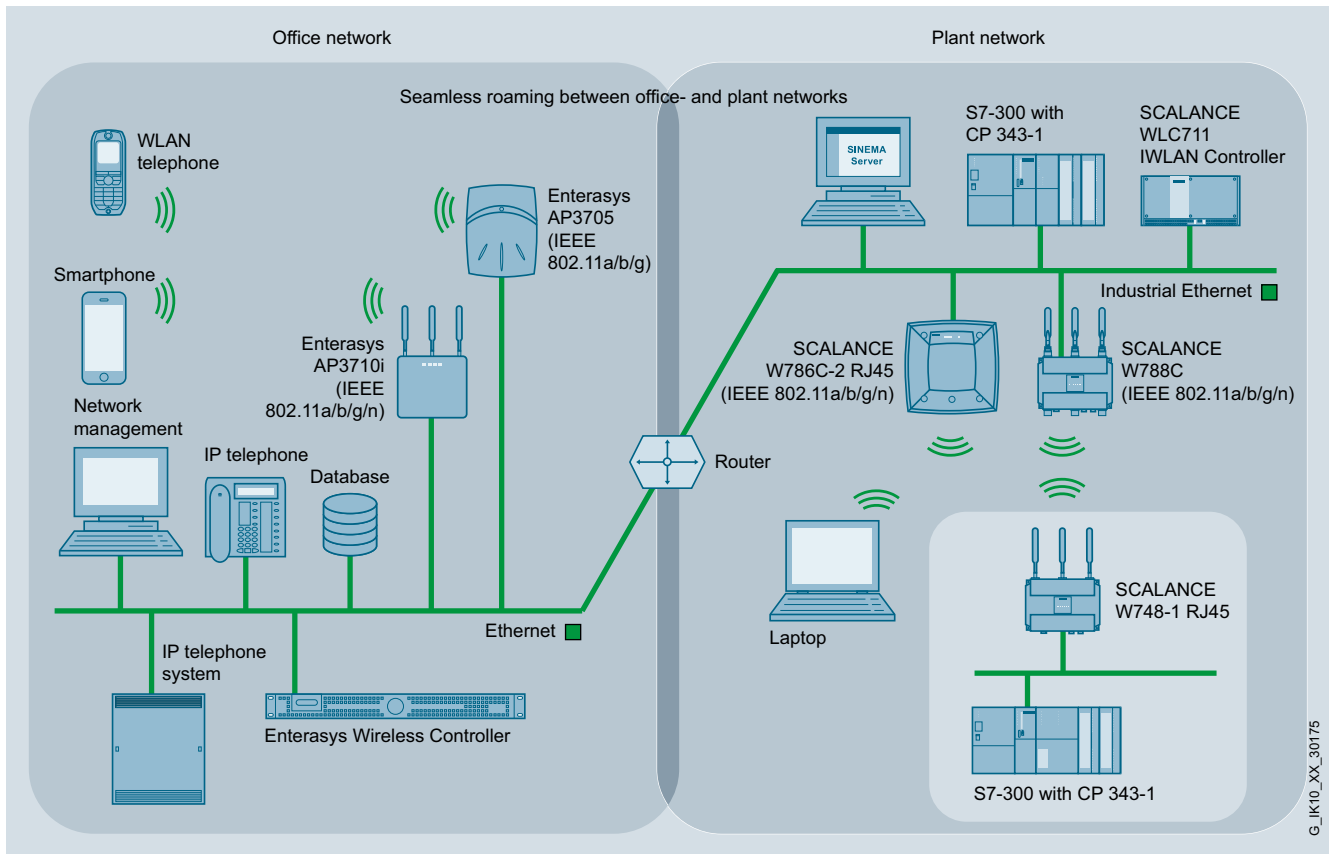 Office network
Plant network
Seamless roaming between office- and plant networks
WLAN
telephone
Enterasys
AP3705
(IEEE
802.11a/b/g)
Smartphone
Enterasys
AP3710i
(IEEE
802.11a/b/g/n)
Network
management
IP telephone
Database
Ethernet
IP telephone
system
Enterasys Wireless Controller
SINEMA
Server
S7-300 with
CP 343-1
SCALANCE
WLC711
IWLAN Controller
Industrial Ethernet
SCALANCE
W786C-2 RJ45
(IEEE 802.11a/b/g/n)
SCALANCE
W788C
(IEEE 802.11a/b/g/n)
Router
Laptop
SCALANCE
W748-1 RJ45
S7-300 with CP 343-1
G_IK10_XX_30175